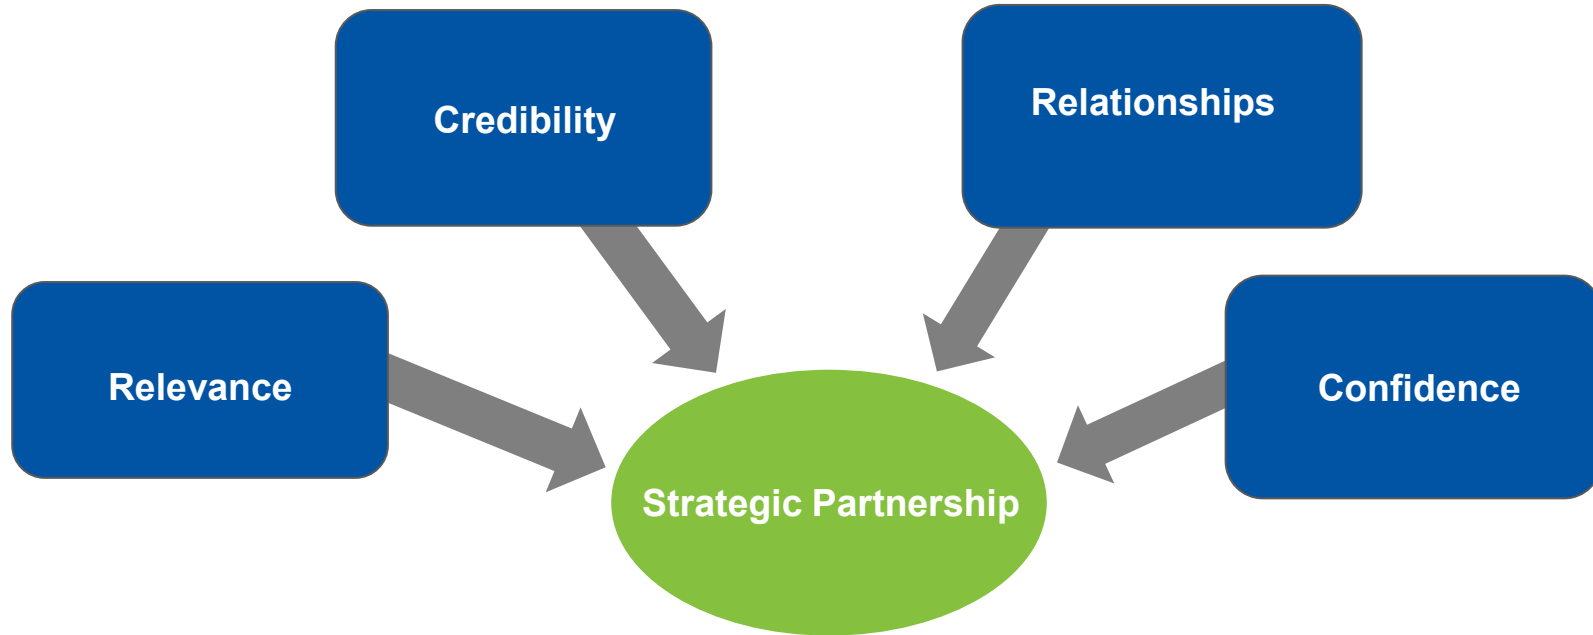 Credibility
Relationships
Relevance
Confidence
Strategic Partnership